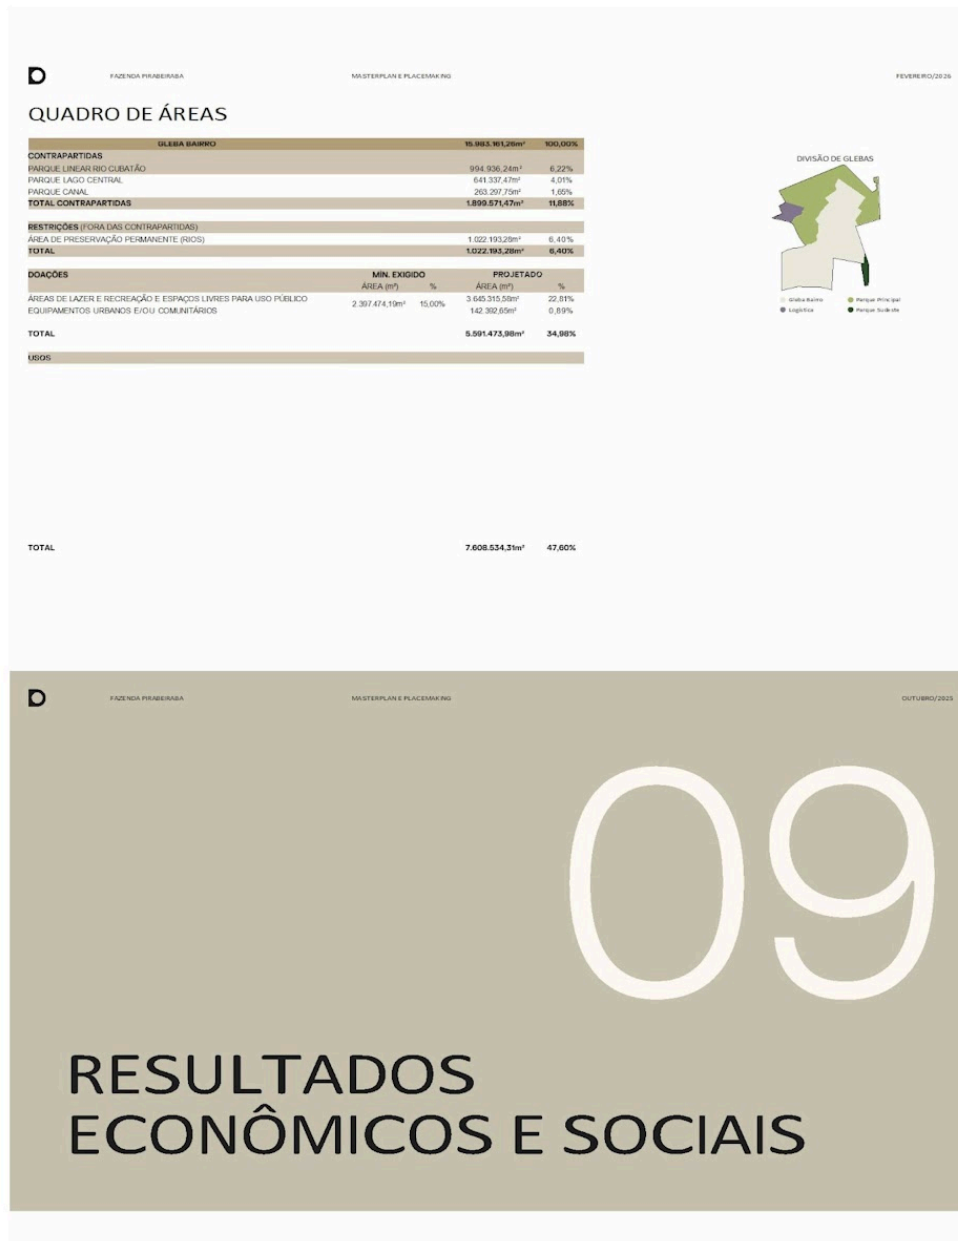 FAZENDA PIRABEIRABA MASTERPLAN E PLACEMAKING FEVEREIRO/2026
QUADRO DE ÁREAS
GLEBA BAIRRO 15.983.161,26m² 100,00%
CONTRAPARTIDAS
PARQUE LINEAR RIO CUBATÃO 994.936,24m² 6,22%
PARQUE LAGO CENTRAL 641.337,47m² 4,01%
PARQUE CANAL 263.297,75m² 1,65%
TOTAL CONTRAPARTIDAS 1.899.571,47m² 11,88%
RESTRIÇÕES (FORA DAS CONTRAPARTIDAS)
ÁREA DE PRESERVAÇÃO PERMANENTE (RIOS) 1.022.193,28m² 6,40%
TOTAL 1.022.193,28m² 6,40%
DOAÇÕES MÍN. EXIGIDO PROJETADO
ÁREA (m²) % ÁREA (m²) %
ÁREAS DE LAZER E RECREAÇÃO E ESPAÇOS LIVRES PARA USO PÚBLICO 3.645.315,58m² 22,81%
2.397.474,19m² 15,00%
EQUIPAMENTOS URBANOS E/OU COMUNITÁRIOS 142.392,65m² 0,89%
TOTAL 5.591.473,98m² 34,98%
USOS
TOTAL 7.608.534,31m² 47,60%
DIVISÃO DE GLEBAS
Gleba Bairro Parque Principal
Logística Parque Sudeste
FAZENDA PIRABEIRABA MASTERPLAN E PLACEMAKING OUTUBRO/2025
09
RESULTADOS
ECONÔMICOS E SOCIAIS